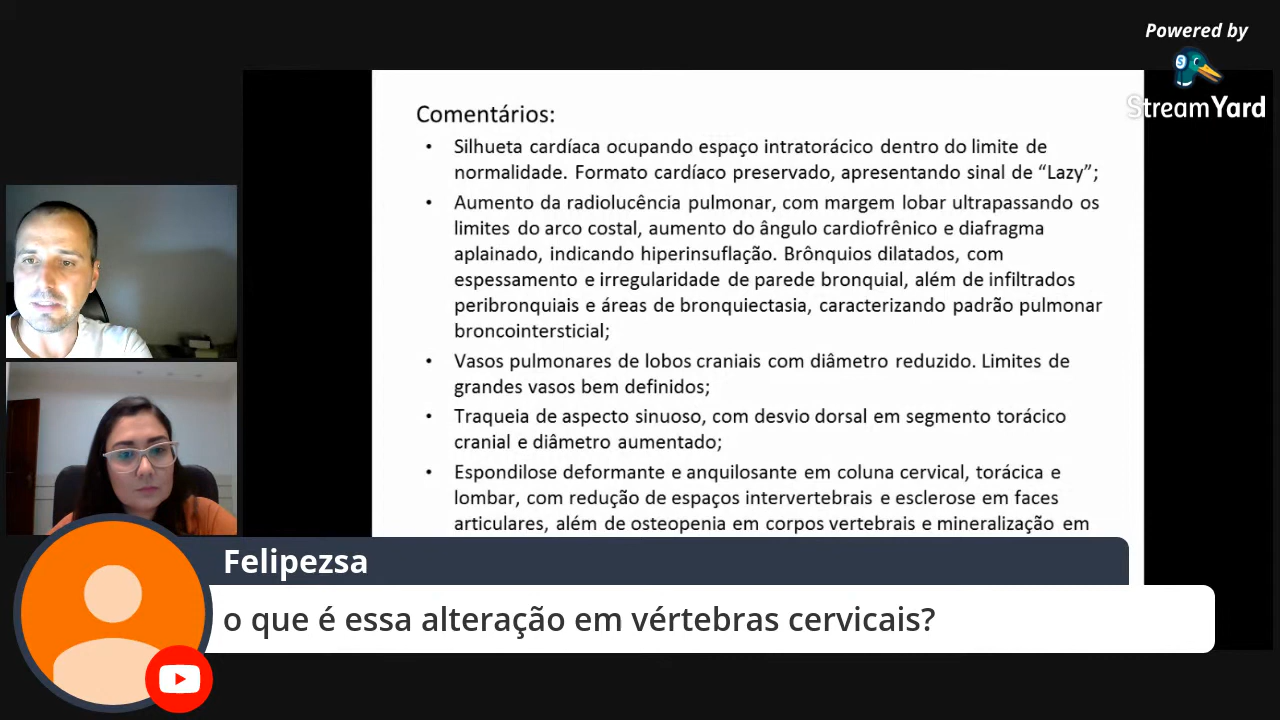 Powered by
StreamYard
Comentários:
• Silhueta cardíaca ocupando espaço intratorácico dentro do limite de
normalidade. Formato cardíaco preservado, apresentando sinal de “Lazy”;
• Aumento da radiolucência pulmonar, com margem lobar ultrapassando os
limites do arco costal, aumento do ângulo cardiofrênico e diafragma
aplainado, indicando hiperinsuflação. Brônquios dilatados, com
espessamento e irregularidade de parede bronquial, além de infiltrados
peribronquiais e áreas de bronquiectasia, caracterizando padrão pulmonar
broncointersticial;
• Vasos pulmonares de lobos craniais com diâmetro reduzido. Limites de
grandes vasos bem definidos;
• Traqueia de aspecto sinuoso, com desvio dorsal em segmento torácico
cranial e diâmetro aumentado;
• Espondilose deformante e anquilosante em coluna cervical, torácica e
lombar, com redução de espaços intervertebrais e esclerose em faces
articulares, além de osteopenia em corpos vertebrais e mineralização em
Felipezsa
o que é essa alteração em vértebras cervicais?